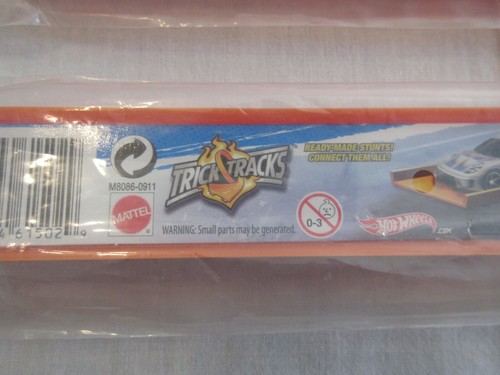 M8086-0911
MATTEL
TRICK TRACKS
WARNING: Small parts may be generated.
READY-MADE STUNTS!
CONNECT THEM ALL!
0-3
HOT WHEELS
.COM